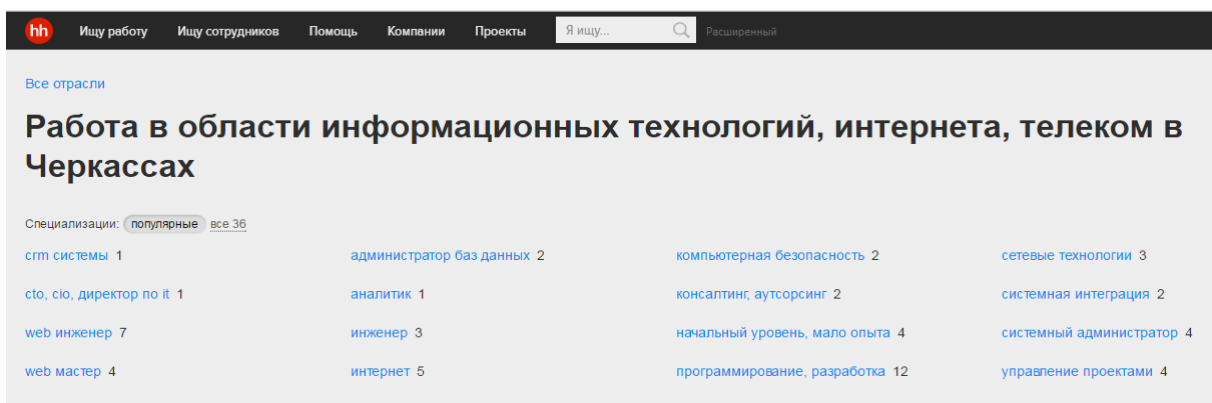 hh Ищу работу Ищу сотрудников Помощь Компании Проекты Я ищу... Расширенный
Все отрасли
Работа в области информационных технологий, интернета, телеком в
Черкассах
Специализации: популярные все 36
crm системы 1 администратор баз данных 2 компьютерная безопасность 2 сетевые технологии 3
cto, cio, директор по it 1 аналитик 1 консалтинг, аутсорсинг 2 системная интеграция 2
web инженер 7 инженер 3 начальный уровень, мало опыта 4 системный администратор 4
web мастер 4 интернет 5 программирование, разработка 12 управление проектами 4